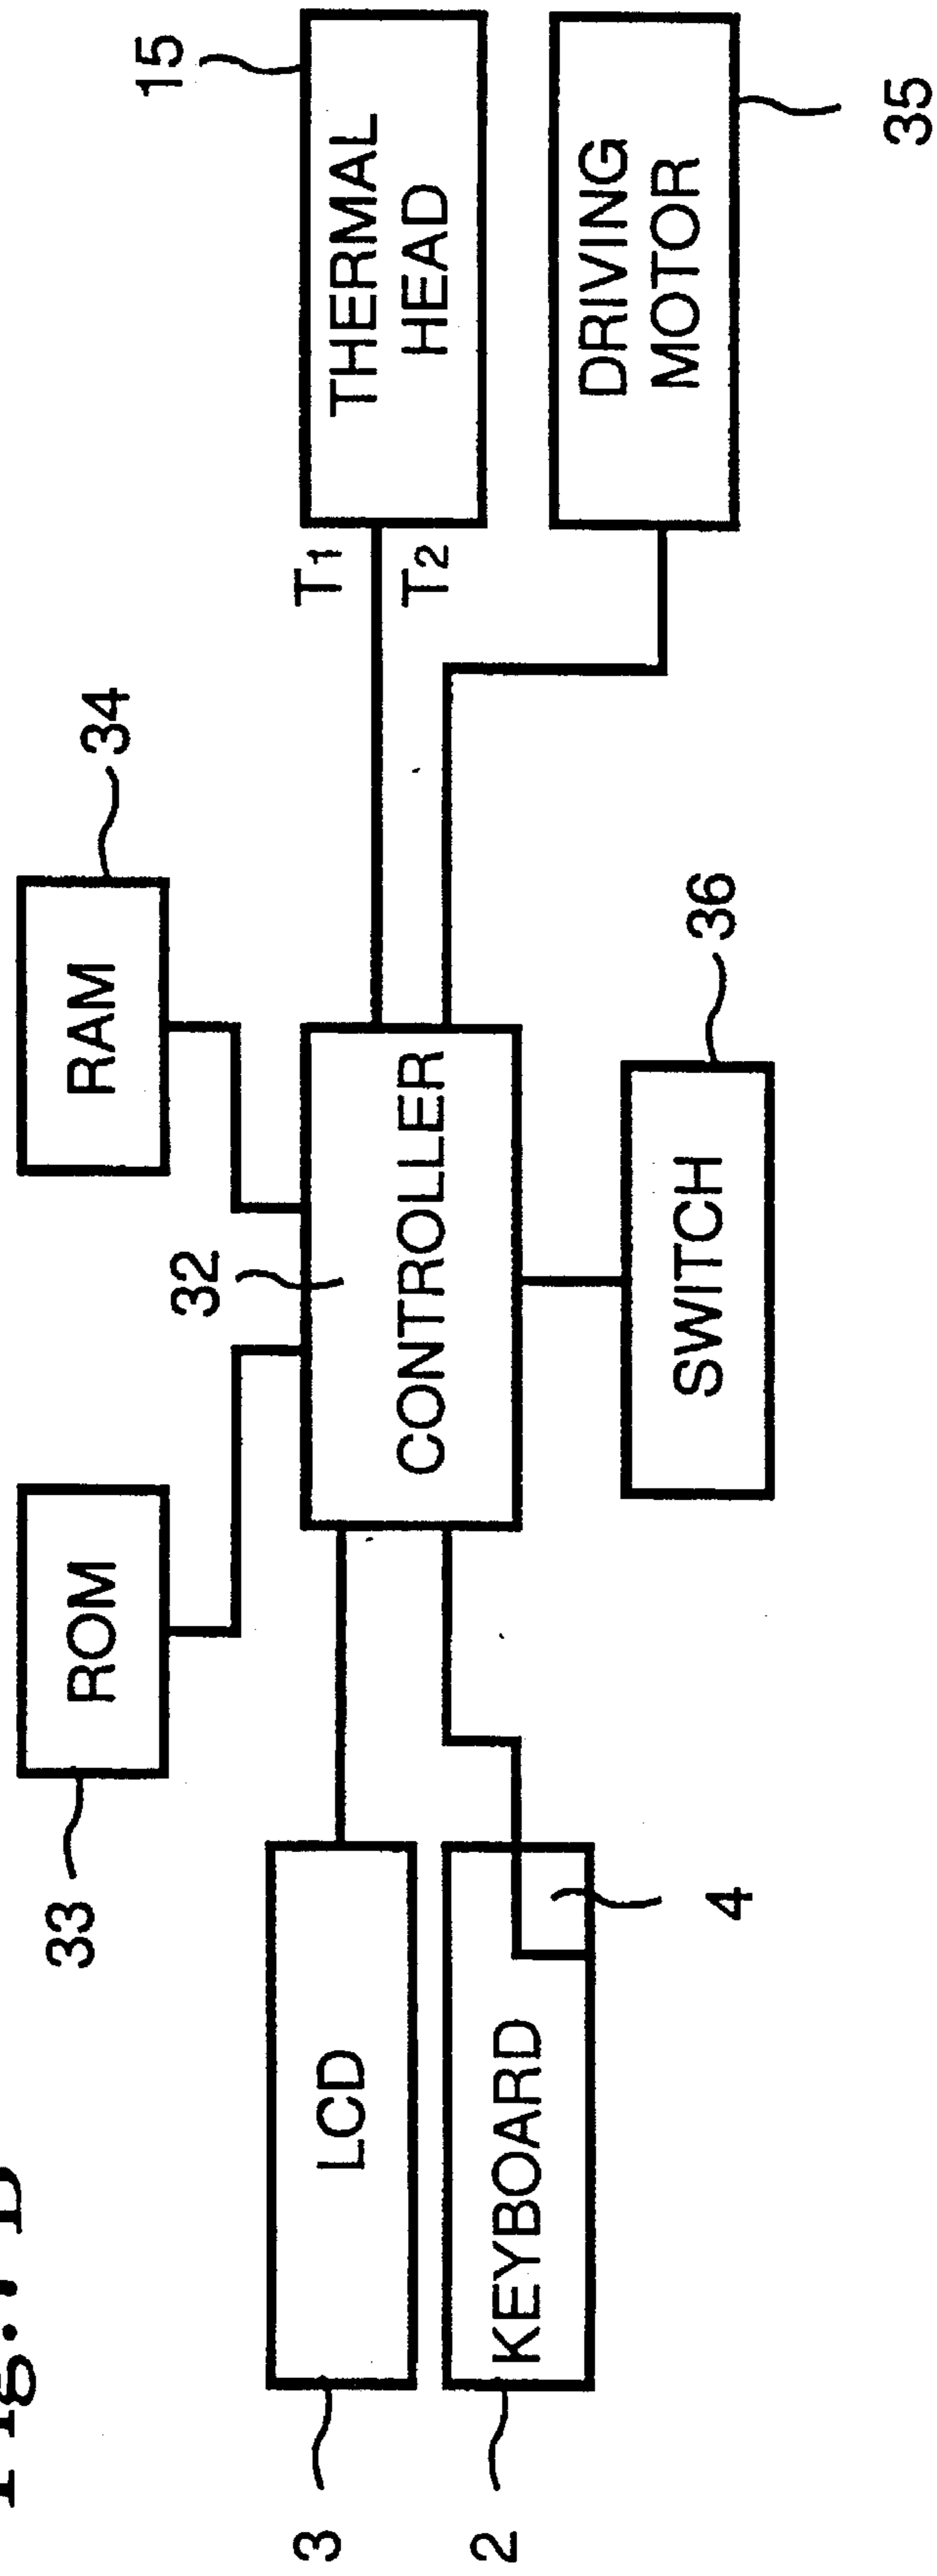 33
ROM
RAM
34
32
3
LCD
2
KEYBOARD
4
CONTROLLER
SWITCH
36
T1
T2
THERMAL
HEAD
15
DRIVING
MOTOR
35